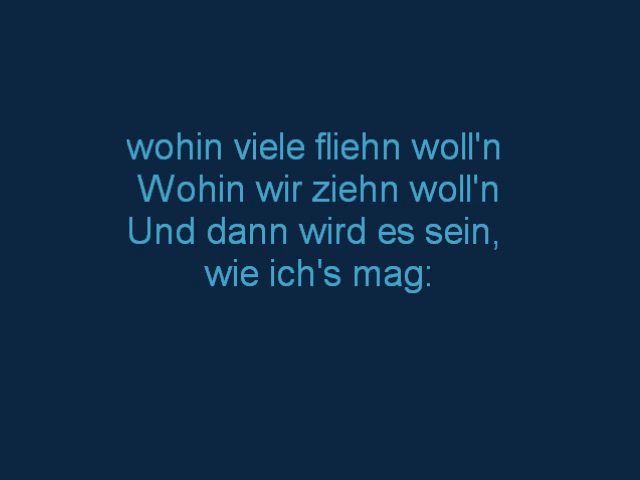 wohin viele fliehn woll'n
Wohin wir ziehn woll'n
Und dann wird es sein,
wie ich's mag: